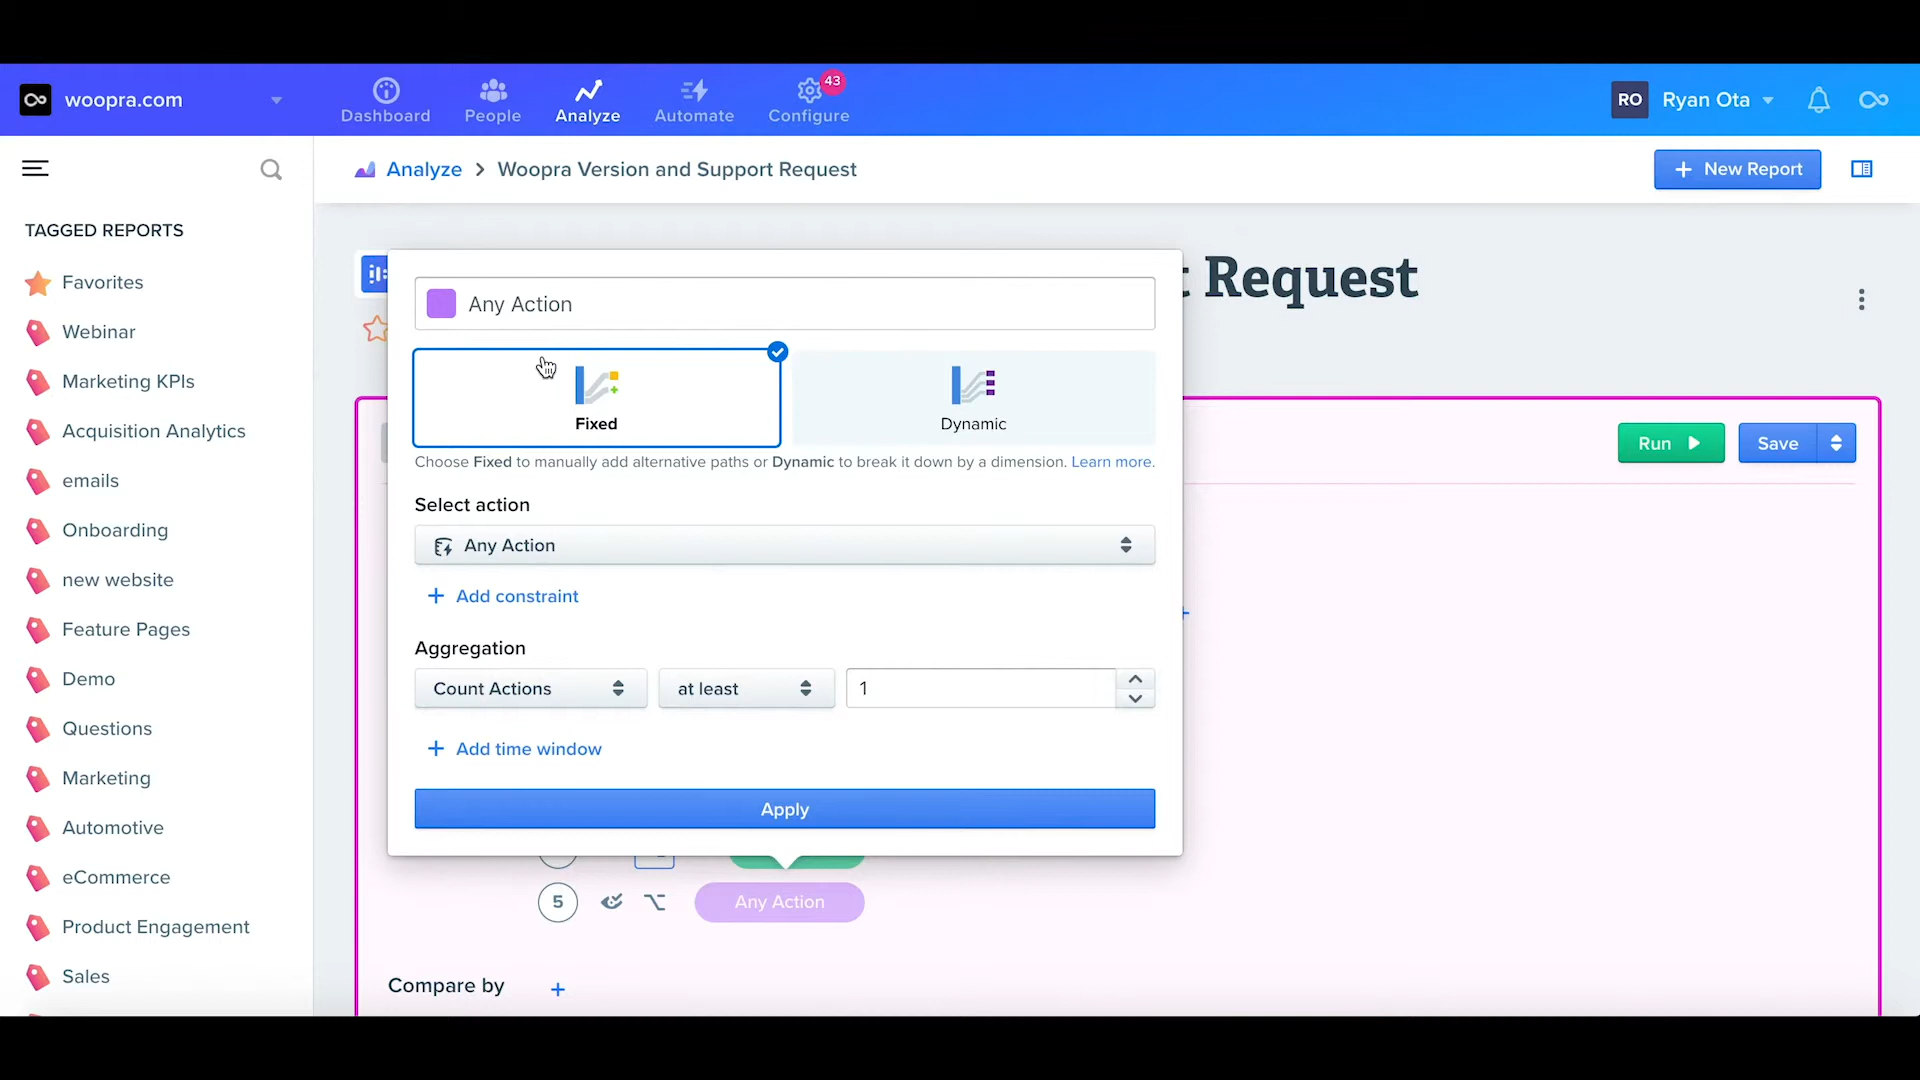 woopra.com
Dashboard
People
Analyze
Automate
43
Configure
RO
Ryan Ota
Analyze > Woopra Version and Support Request
+ New Report
TAGGED REPORTS
Favorites
Webinar
Marketing KPIs
Acquisition Analytics
emails
Onboarding
new website
Feature Pages
Demo
Questions
Marketing
Automotive
eCommerce
Product Engagement
Sales
t Request
Any Action
Fixed
Dynamic
Choose Fixed to manually add alternative paths or Dynamic to break it down by a dimension. Learn more.
Run
Save
Select action
Any Action
+ Add constraint
Aggregation
Count Actions
at least
1
+ Add time window
Apply
5
Any Action
Compare by +